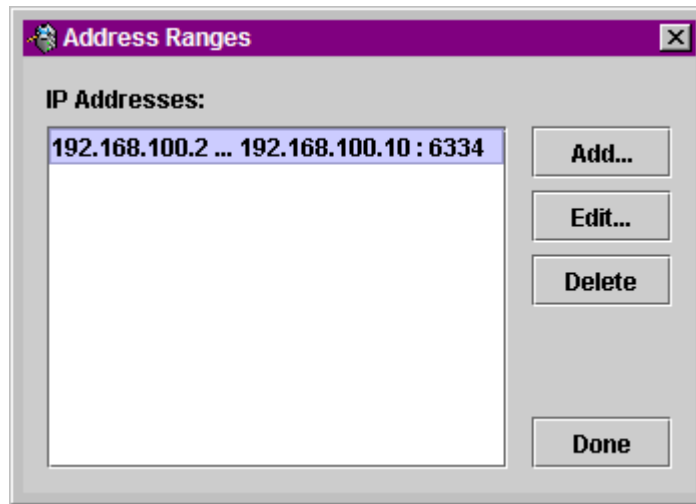 Address Ranges
IP Addresses:
192.168.100.2 ... 192.168.100.10 : 6334
Add...
Edit...
Delete
Done